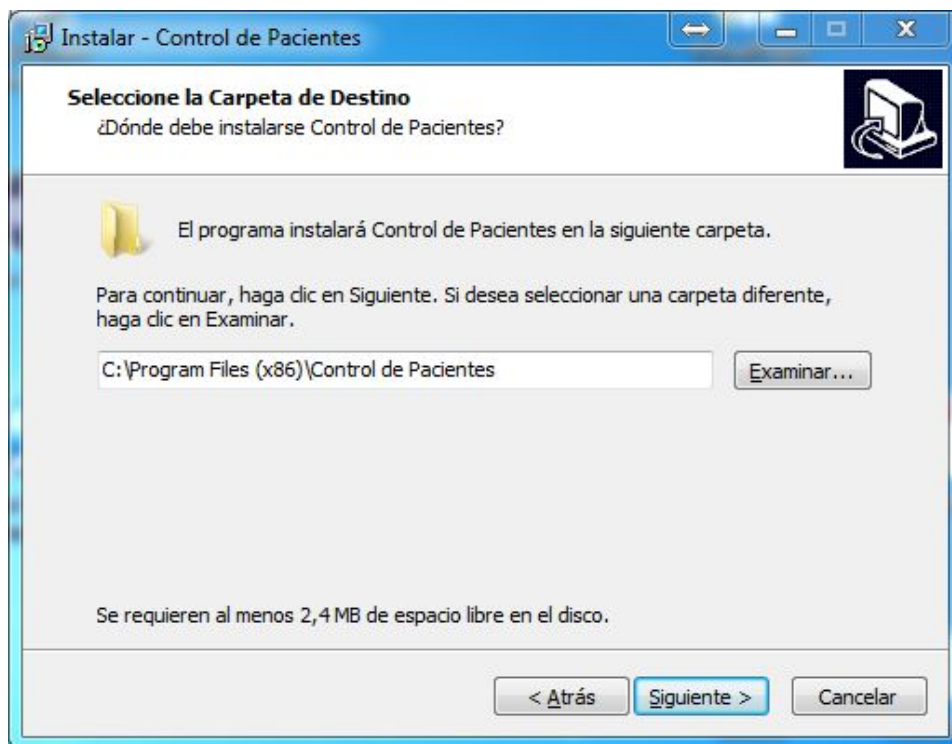 Instalar - Control de Pacientes
Seleccione la Carpeta de Destino
¿Dónde debe instalarse Control de Pacientes?
El programa instalará Control de Pacientes en la siguiente carpeta.
Para continuar, haga clic en Siguiente. Si desea seleccionar una carpeta diferente,
haga clic en Examinar.
C:\Program Files (x86)\Control de Pacientes
Examinar...
Se requieren al menos 2,4 MB de espacio libre en el disco.
< Atrás
Siguiente >
Cancelar